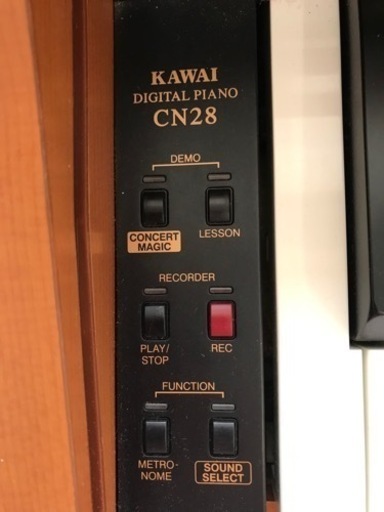 KAWAI
DIGITAL PIANO
CN28
DEMO
CONCERT
MAGIC
LESSON
RECORDER
PLAY/
STOP
REC
FUNCTION
METRO-
NOME
SOUND
SELECT